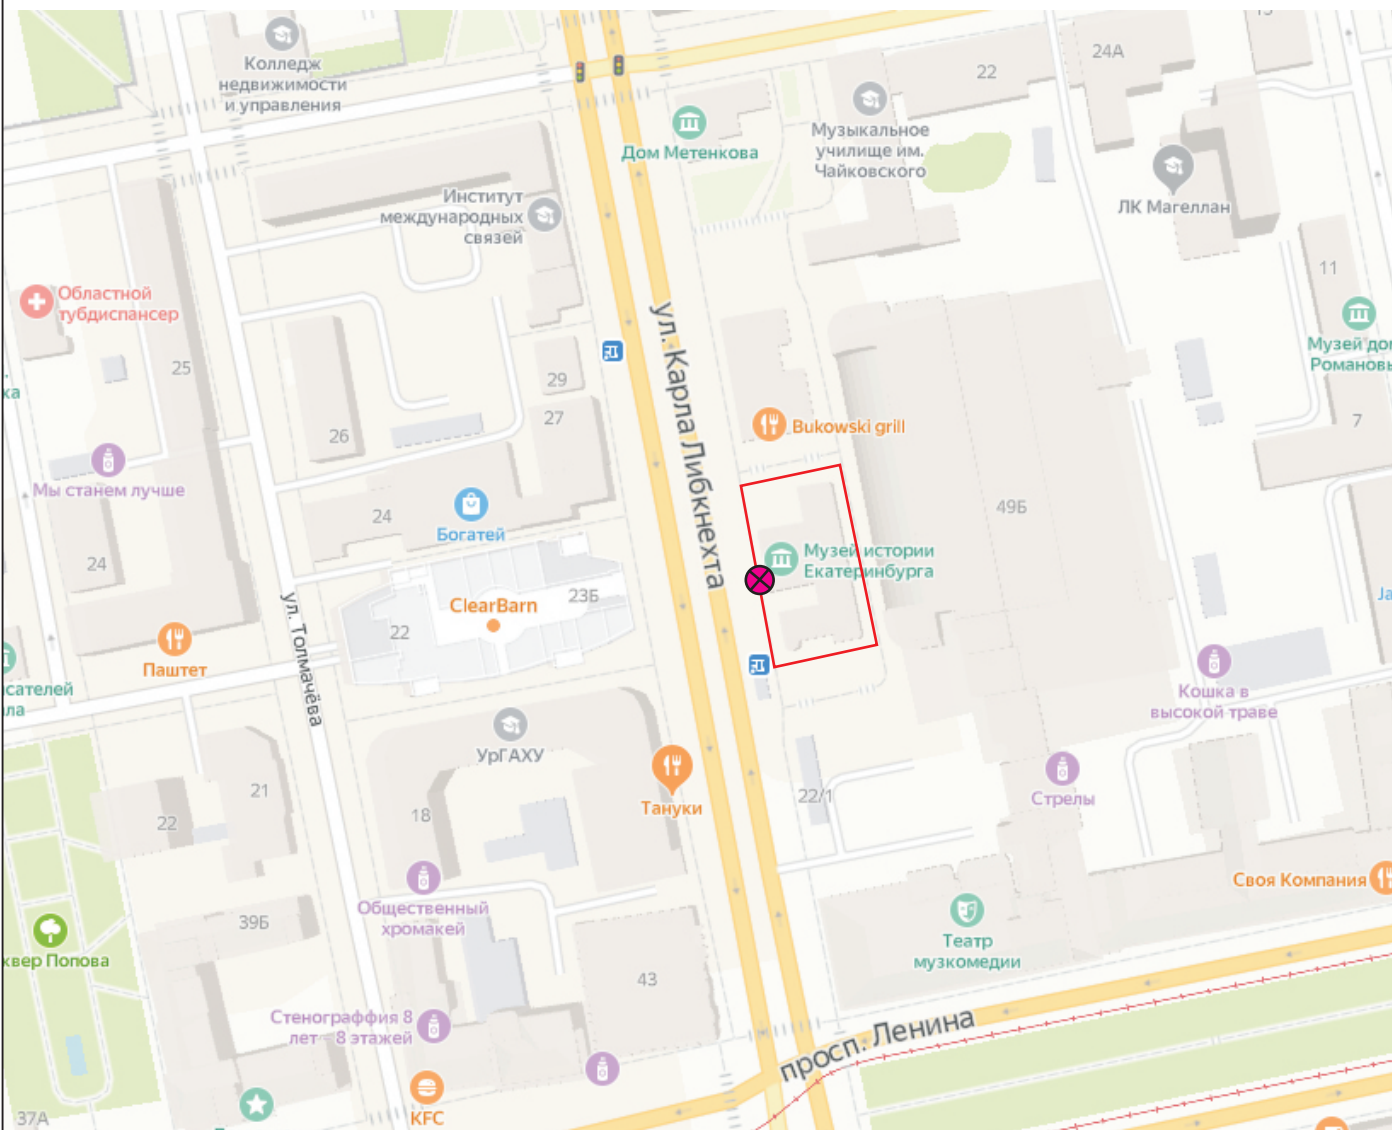 Колледж
недвижимости
и управления
24А
22
Музыкальное
училище им.
Чайковского
Дом Метенкова
Институт
международных
связей
ЛК Магеллан
11
Областной
тубдиспансер
25
ул. Карла Либкнехта
Музей дом
Романовы
29
27
26
Bukowski grill
7
Мы станем лучше
24
Богатей
49Б
24
Музей истории
Екатеринбурга
ClearBarn
23Б
22
ул. Толмачёва
Паштет
Кошка в
высокой траве
УрГАХУ
21
22
18
Тануки
22/1
Стрелы
Своя Компания
Общественный
хромакей
39Б
Театр
музкомедии
квер Попова
43
Стенограффия 8
лет – 8 этажей
просп. Ленина
KFC
37А